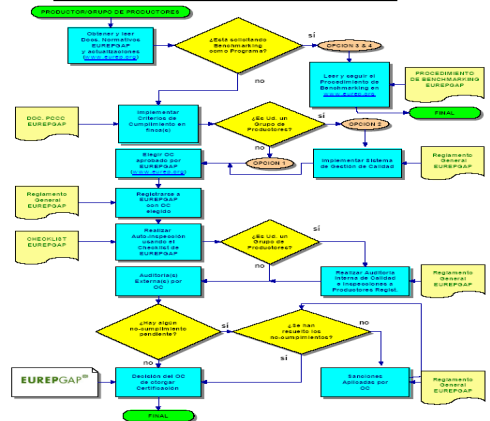 PRODUCTOR/GRUPO DE PRODUCTORES
Obtener y leer
Docs. Normativos
EUREPGAP
y actualizaciones
(www.eurep.org)
¿Está solicitando
Benchmarking
como Programa?
sí
OPCION 3 & 4
no
Leer y seguir el
Procedimiento de
Benchmarking en
www.eurep.org
PROCEDIMIENTO
DE BENCHMARKING
EUREPGAP
FINAL
DOC. PCCC
EUREPGAP
Implementar
Criterios de
Cumplimiento en
finca(s)
¿Es Ud. un
Grupo de
Productores?
sí
OPCION 2
no
OPCION 1
Elegir OC
aprobado por
EUREPGAP
(www.eurep.org)
Implementar Sistema
de Gestión de Calidad
Reglamento
General
EUREPGAP
Reglamento
General
EUREPGAP
Registrarse a
EUREPGAP
con OC
elegido
CHECKLIST
EUREPGAP
Realizar
Auto-inspección
usando el
Checklist de
EUREPGAP
¿Es Ud. un
Grupo de
Productores?
sí
no
Auditoría(s)
Externa(s) por
OC
Realizar Auditoría
Interna de Calidad
e Inspecciones a
Productores Regist.
Reglamento
General
EUREPGAP
¿Hay algún
no-cumplimiento
pendiente?
sí
¿Se han
resuelto los
no-cumpimientos?
no
no
sí
EUREPGAP®
Decisión del OC
de otorgar
Certificación
Sanciones
Aplicadas por
OC
Reglamento
General
EUREPGAP
FINAL